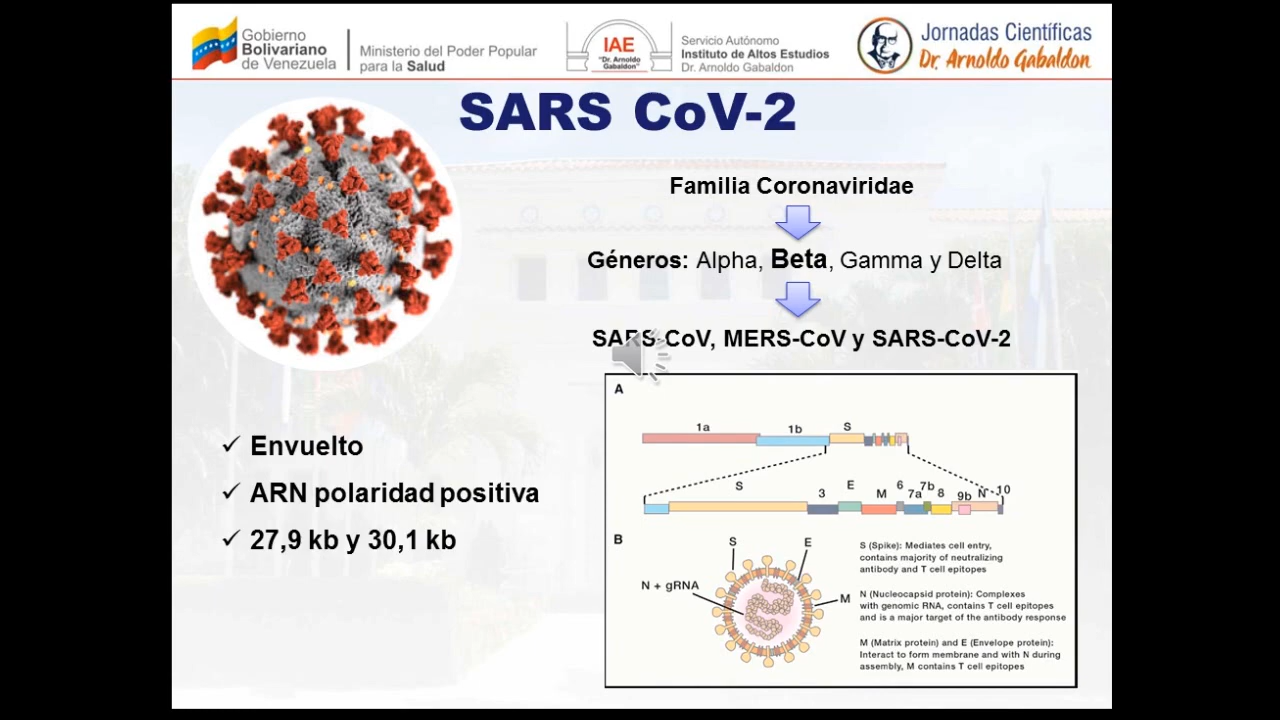 Gobierno
Bolivariano
de Venezuela
Ministerio del Poder Popular
para la Salud
IAE
"Dr. Arnoldo
Gabaldon"
Servicio Autónomo
Instituto de Altos Estudios
Dr. Arnoldo Gabaldon
Jornadas Científicas
Dr. Arnoldo Gabaldon
SARS CoV-2
Familia Coronaviridae
Géneros: Alpha, Beta, Gamma y Delta
SARS-CoV, MERS-CoV y SARS-CoV-2
✓ Envuelto
✓ ARN polaridad positiva
✓ 27,9 kb y 30,1 kb
A
1a 1b S
S 3 E M 6 7a 7b 8 9b N 10
B
S E
N + gRNA
M
S (Spike): Mediates cell entry,
contains majority of neutralizing
antibody and T cell epitopes
N (Nucleocapsid protein): Complexes
with genomic RNA, contains T cell epitopes
and is a major target of the antibody response
M (Matrix protein) and E (Envelope protein):
Interact to form membrane and with N during
assembly, M contains T cell epitopes